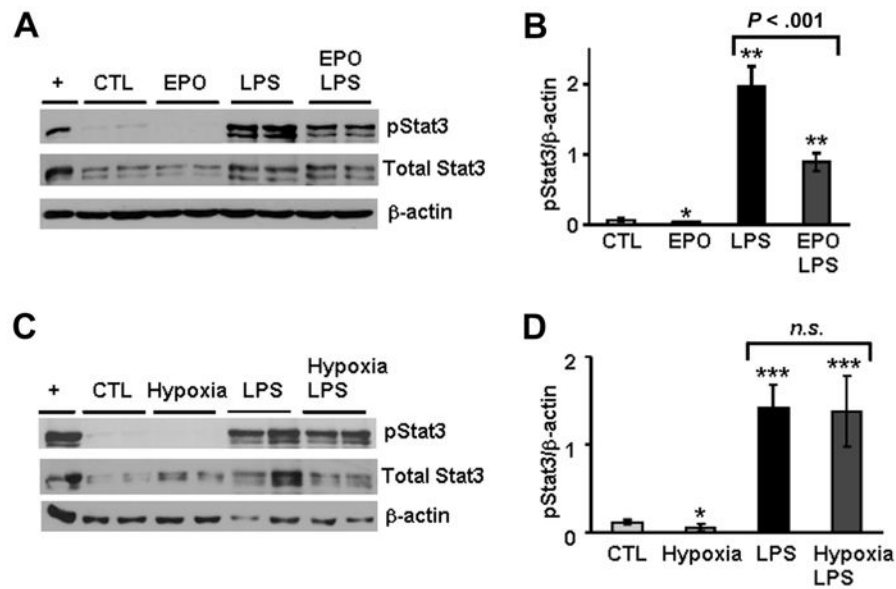 A
+ CTL EPO LPS EPO
LPS
pStat3
Total Stat3
β-actin
B
P < .001
pStat3/β-actin
2
1
0
**
**
*
CTL EPO LPS EPO
LPS
C
+ CTL Hypoxia LPS Hypoxia
LPS
pStat3
Total Stat3
β-actin
D
n.s.
pStat3/β-actin
2
1
0
*** ***
*
CTL Hypoxia LPS Hypoxia
LPS